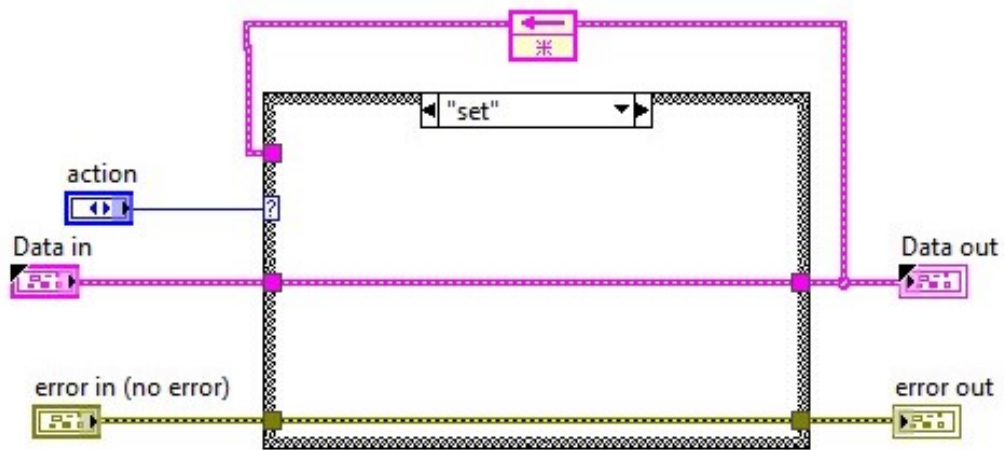 "set"
action
?
Data in
Data out
error in (no error)
error out